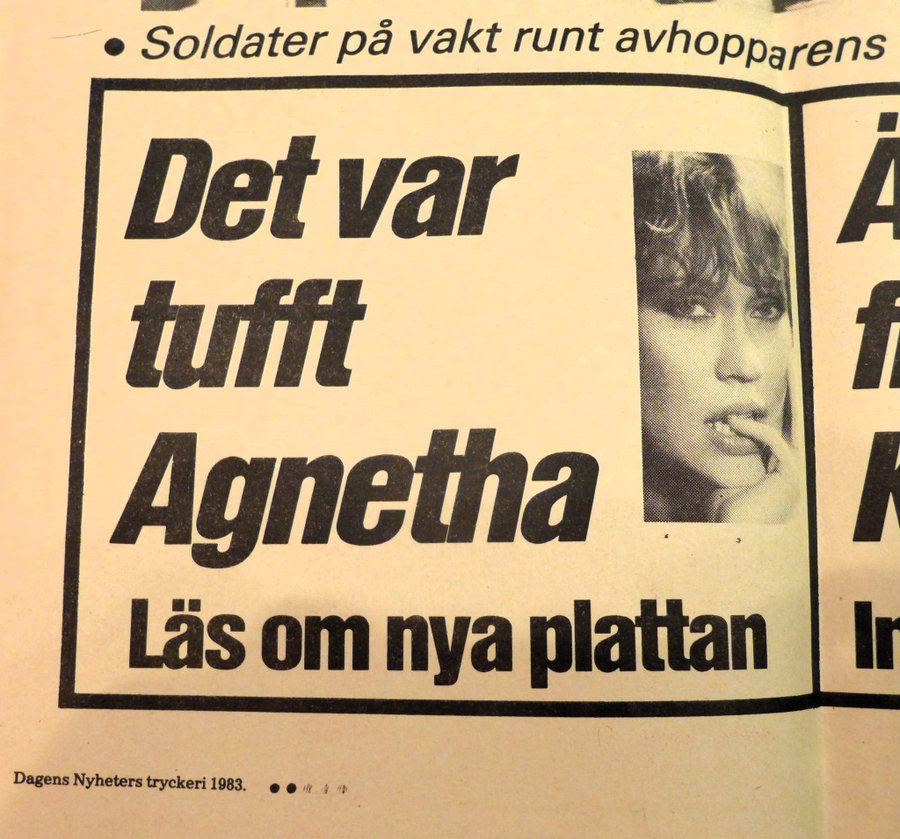 • Soldater på vakt runt avhopparens
Det var
tufft
Agnetha
Läs om nya plattan
Dagens Nyheters tryckeri 1983.